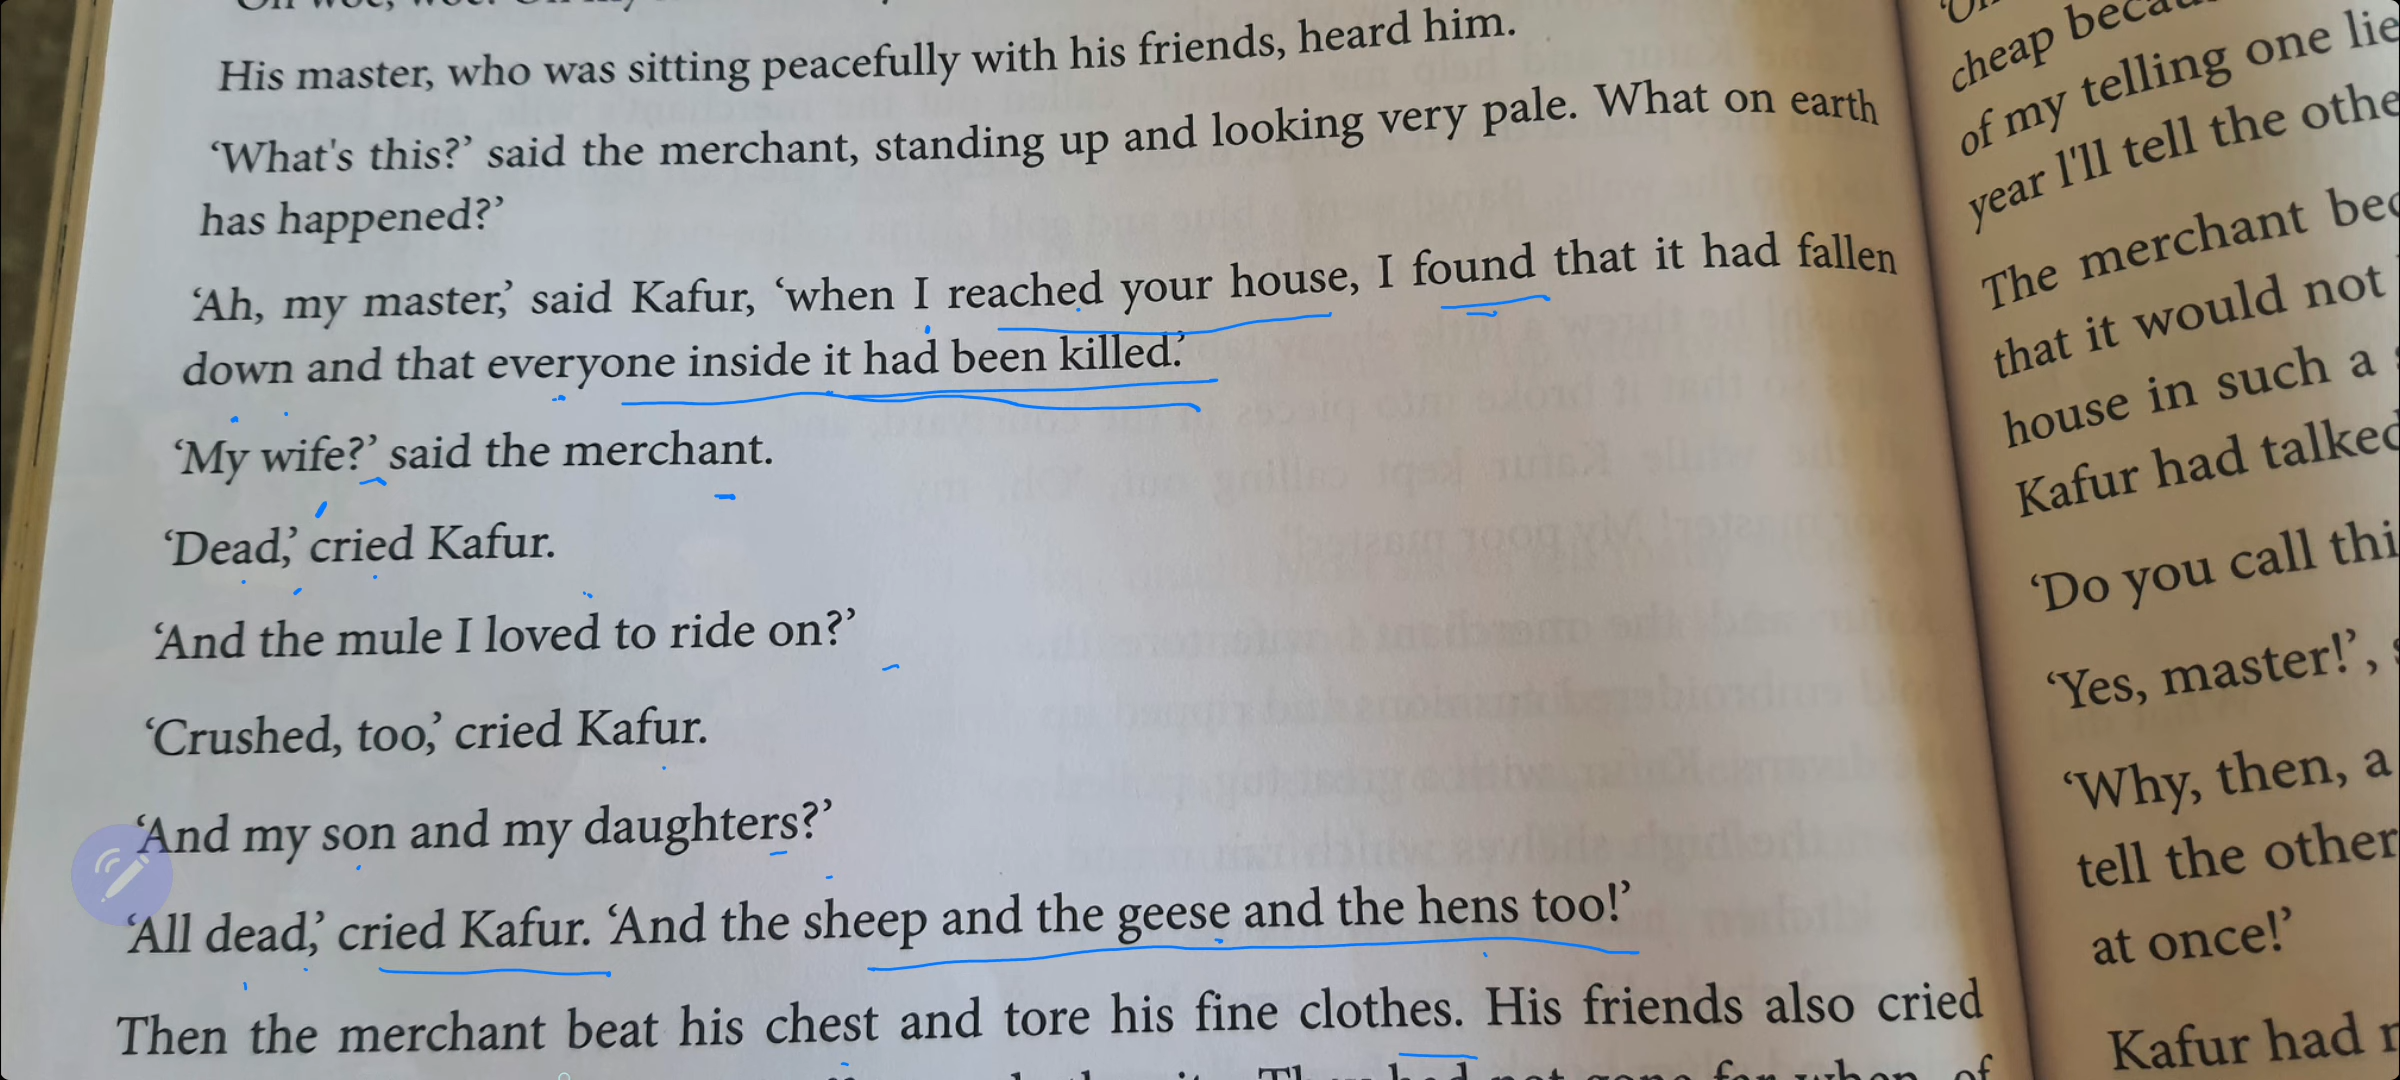 His master, who was sitting peacefully with his friends, heard him.
‘What's this?’ said the merchant, standing up and looking very pale. What on earth
has happened?’
‘Ah, my master,’ said Kafur, ‘when I reached your house, I found that it had fallen
down and that everyone inside it had been killed.’
‘My wife?’ said the merchant.
‘Dead,’ cried Kafur.
‘And the mule I loved to ride on?’
‘Crushed, too,’ cried Kafur.
‘And my son and my daughters?’
‘All dead,’ cried Kafur. ‘And the sheep and the geese and the hens too!’
Then the merchant beat his chest and tore his fine clothes. His friends also cried
cheap
of my telling one lie
year I'll tell the
The merchant
that it would not
house in such a
Kafur had talked
‘Do you call
‘Yes, master!’,
‘Why, then, a
tell the other
at once!’
Kafur had